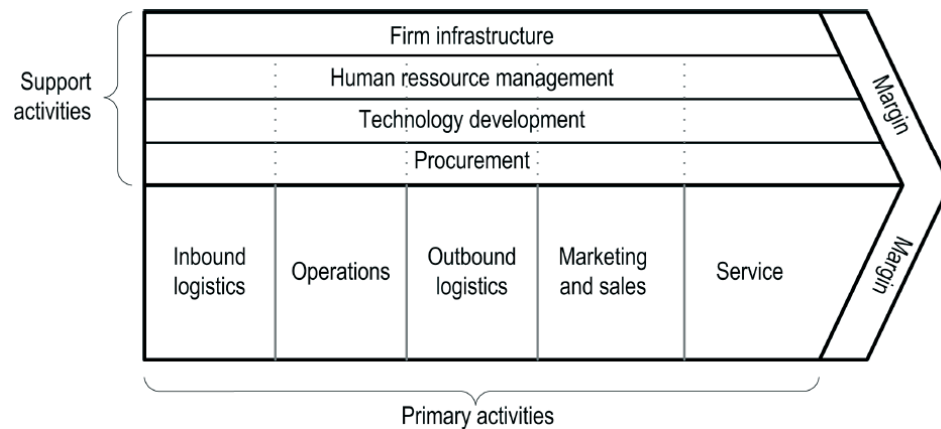 Firm infrastructure
Human ressource management
Technology development
Procurement
Support
activities
Margin
Margin
Inbound
logistics
Operations
Outbound
logistics
Marketing
and sales
Service
Primary activities